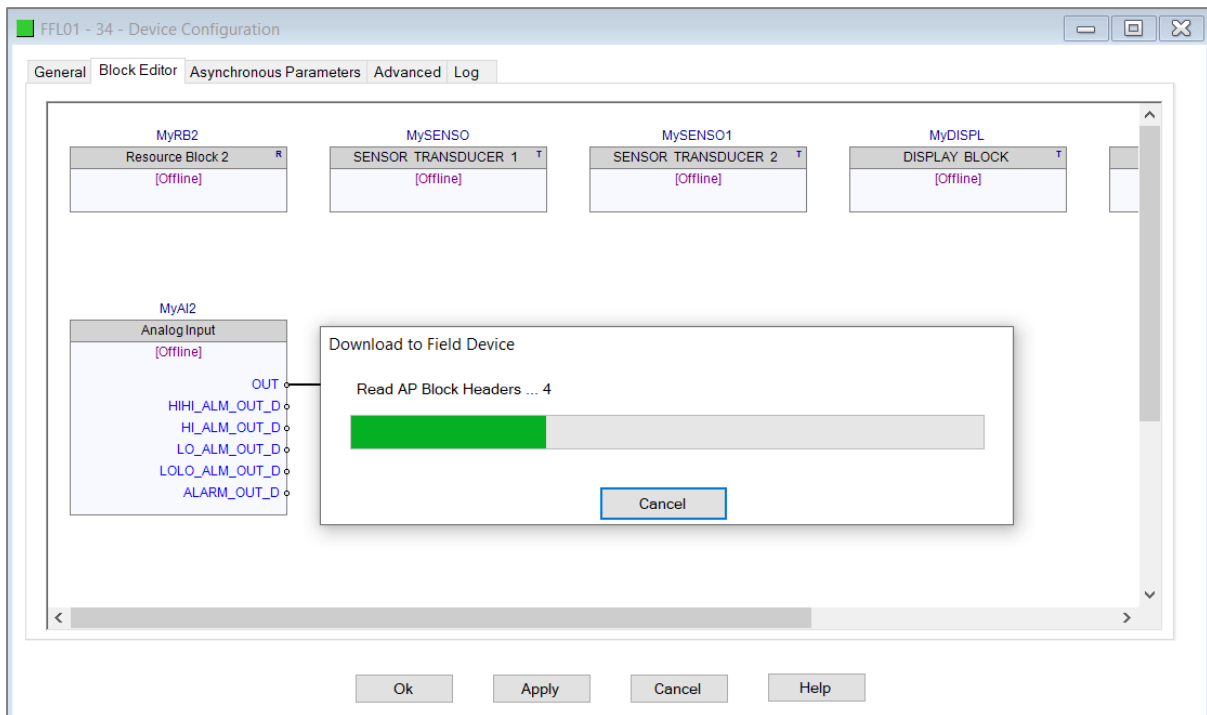 FFL01 - 34 - Device Configuration
General Block Editor Asynchronous Parameters Advanced Log
MyRB2 MySENSO MySENSO1 MyDISPL
Resource Block 2 R SENSOR TRANSDUCER 1 T SENSOR TRANSDUCER 2 T DISPLAY BLOCK T
[Offline] [Offline] [Offline] [Offline]
MyAI2
Analog Input
[Offline]
OUT
HIHI_ALM_OUT_D
HI_ALM_OUT_D
LO_ALM_OUT_D
LOLO_ALM_OUT_D
ALARM_OUT_D
Download to Field Device
Read AP Block Headers ... 4
Cancel
Ok Apply Cancel Help